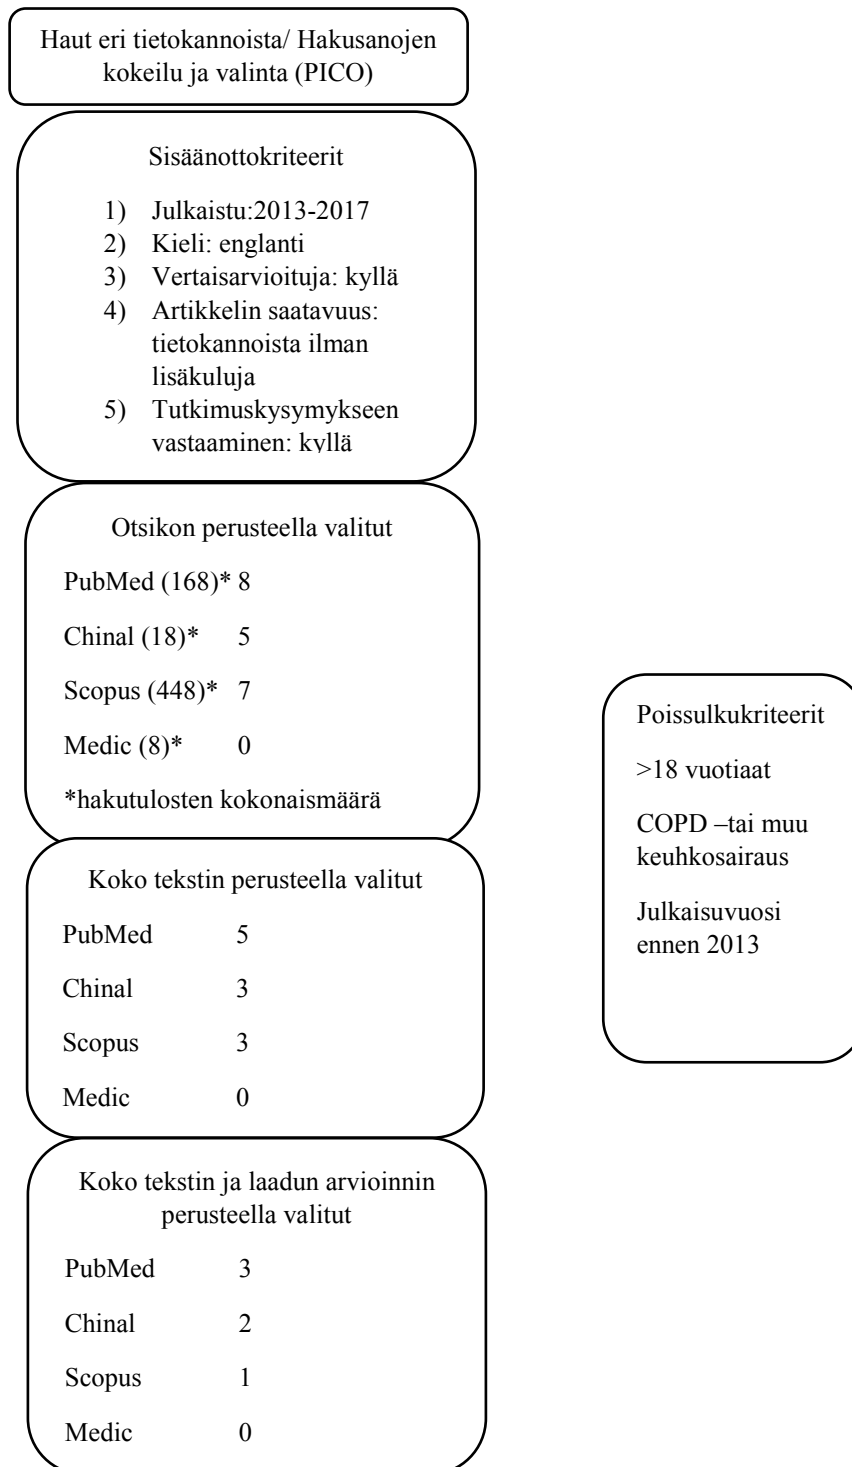 Haut eri tietokannoista/ Hakusanojen
kokeilu ja valinta (PICO)
Sisäänottokriteerit
1) Julkaistu:2013-2017
2) Kieli: englanti
3) Vertaisarvioituja: kyllä
4) Artikkelin saatavuus:
tietokannoista ilman
lisäkuluja
5) Tutkimuskysymykseen
vastaaminen: kyllä
Otsikon perusteella valitut
PubMed (168)* 8
Chinal (18)* 5
Scopus (448)* 7
Medic (8)* 0
*hakutulosten kokonaismäärä
Poissulkukriteerit
>18 vuotiaat
COPD –tai muu
keuhkosairaus
Julkaisuvuosi
ennen 2013
Koko tekstin perusteella valitut
PubMed 5
Chinal 3
Scopus 3
Medic 0
Koko tekstin ja laadun arvioinnin
perusteella valitut
PubMed 3
Chinal 2
Scopus 1
Medic 0